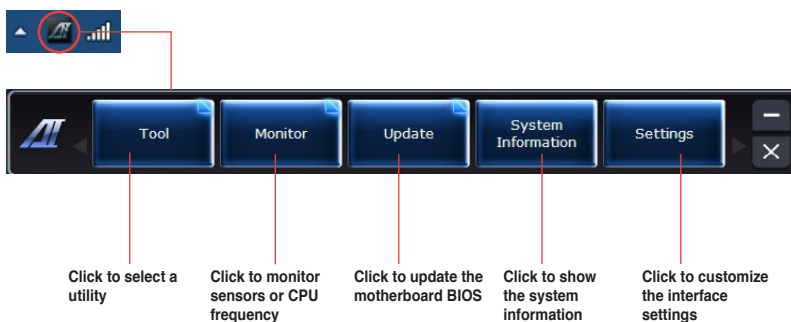 AI
Tool
Monitor
Update
System
Information
Settings
Click to select a
utility
Click to monitor
sensors or CPU
frequency
Click to update the
motherboard BIOS
Click to show
the system
information
Click to customize
the interface
settings